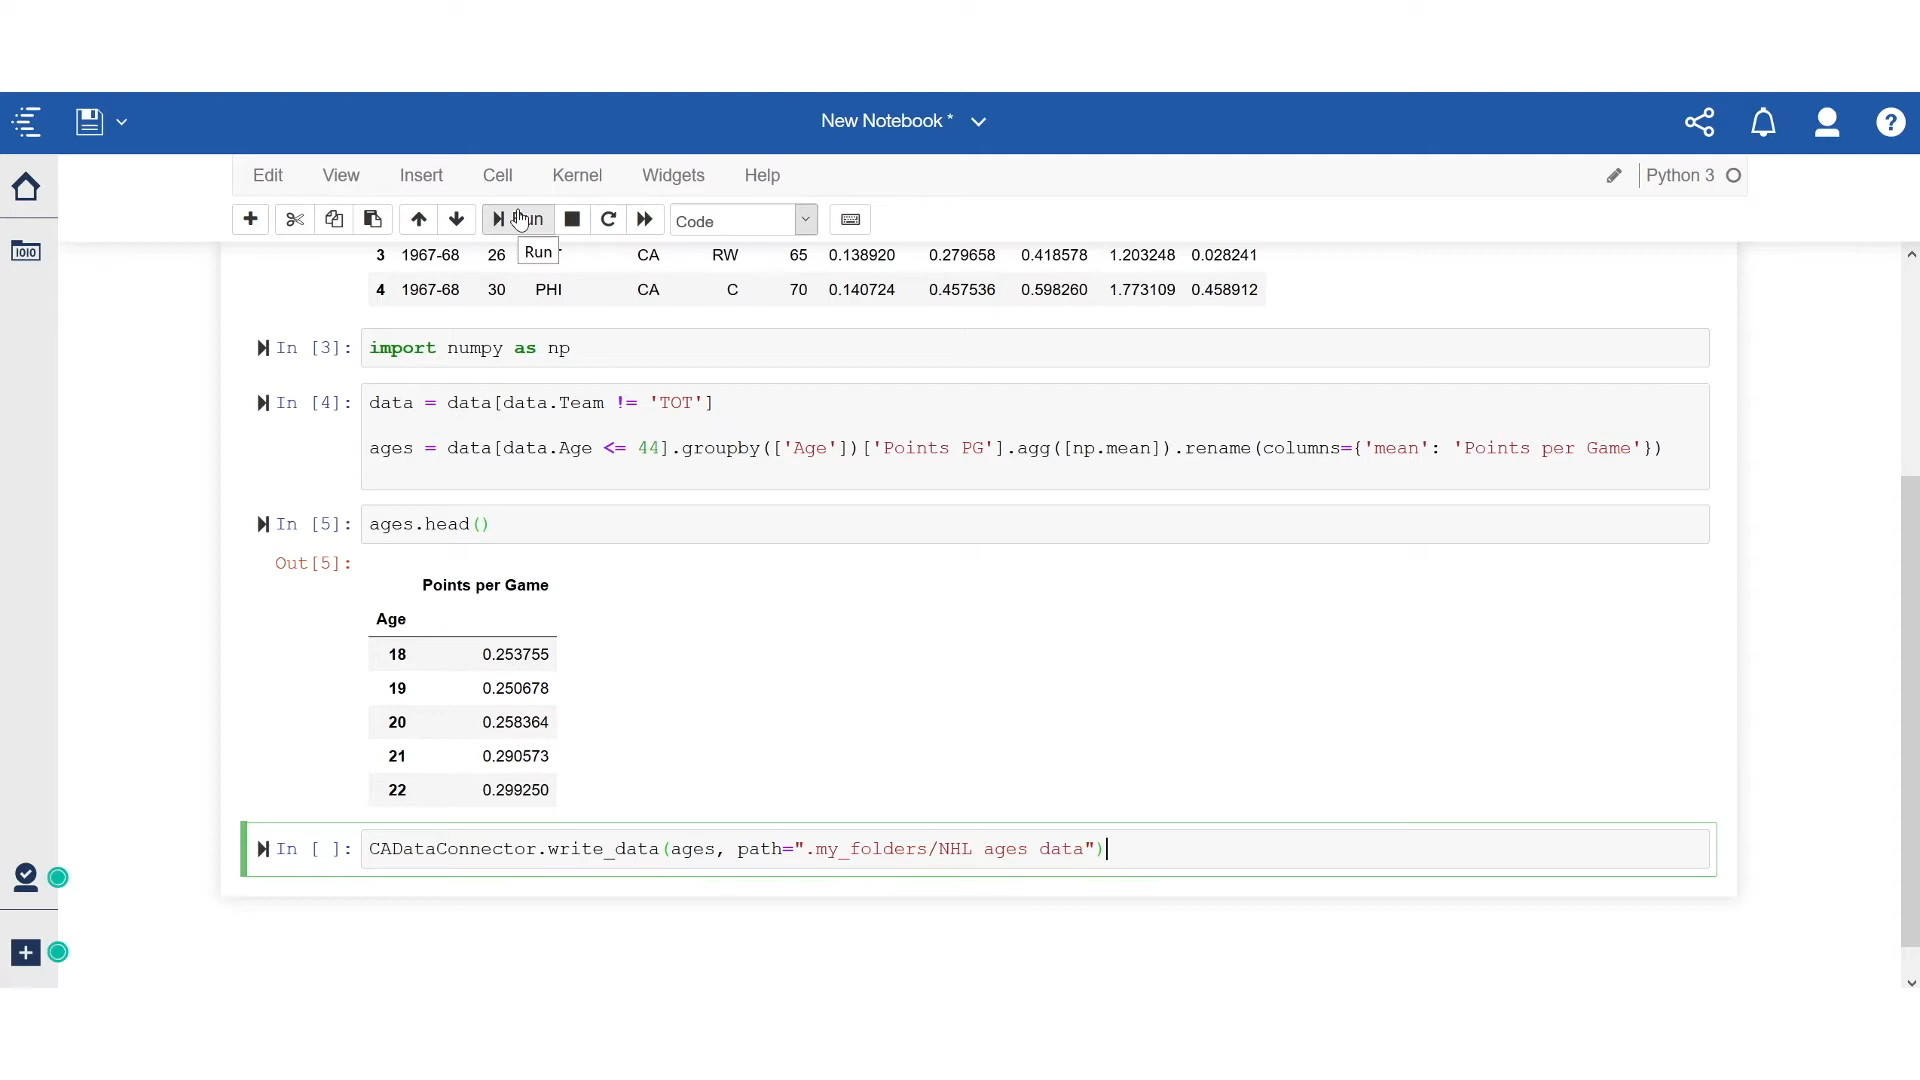 New Notebook *
?
Edit View Insert Cell Kernel Widgets Help Python 3
Code
Run
3 1967-68 26 CA RW 65 0.138920 0.279658 0.418578 1.203248 0.028241
4 1967-68 30 PHI CA C 70 0.140724 0.457536 0.598260 1.773109 0.458912
In [3]: import numpy as np
In [4]: data = data[data.Team != 'TOT']
ages = data[data.Age <= 44].groupby(['Age'])['Points PG'].agg([np.mean]).rename(columns={'mean': 'Points per Game'})
In [5]: ages.head()
Out[5]:
Points per Game
Age
18 0.253755
19 0.250678
20 0.258364
21 0.290573
22 0.299250
In [ ]: CADataConnector.write_data(ages, path=".my_folders/NHL ages data")